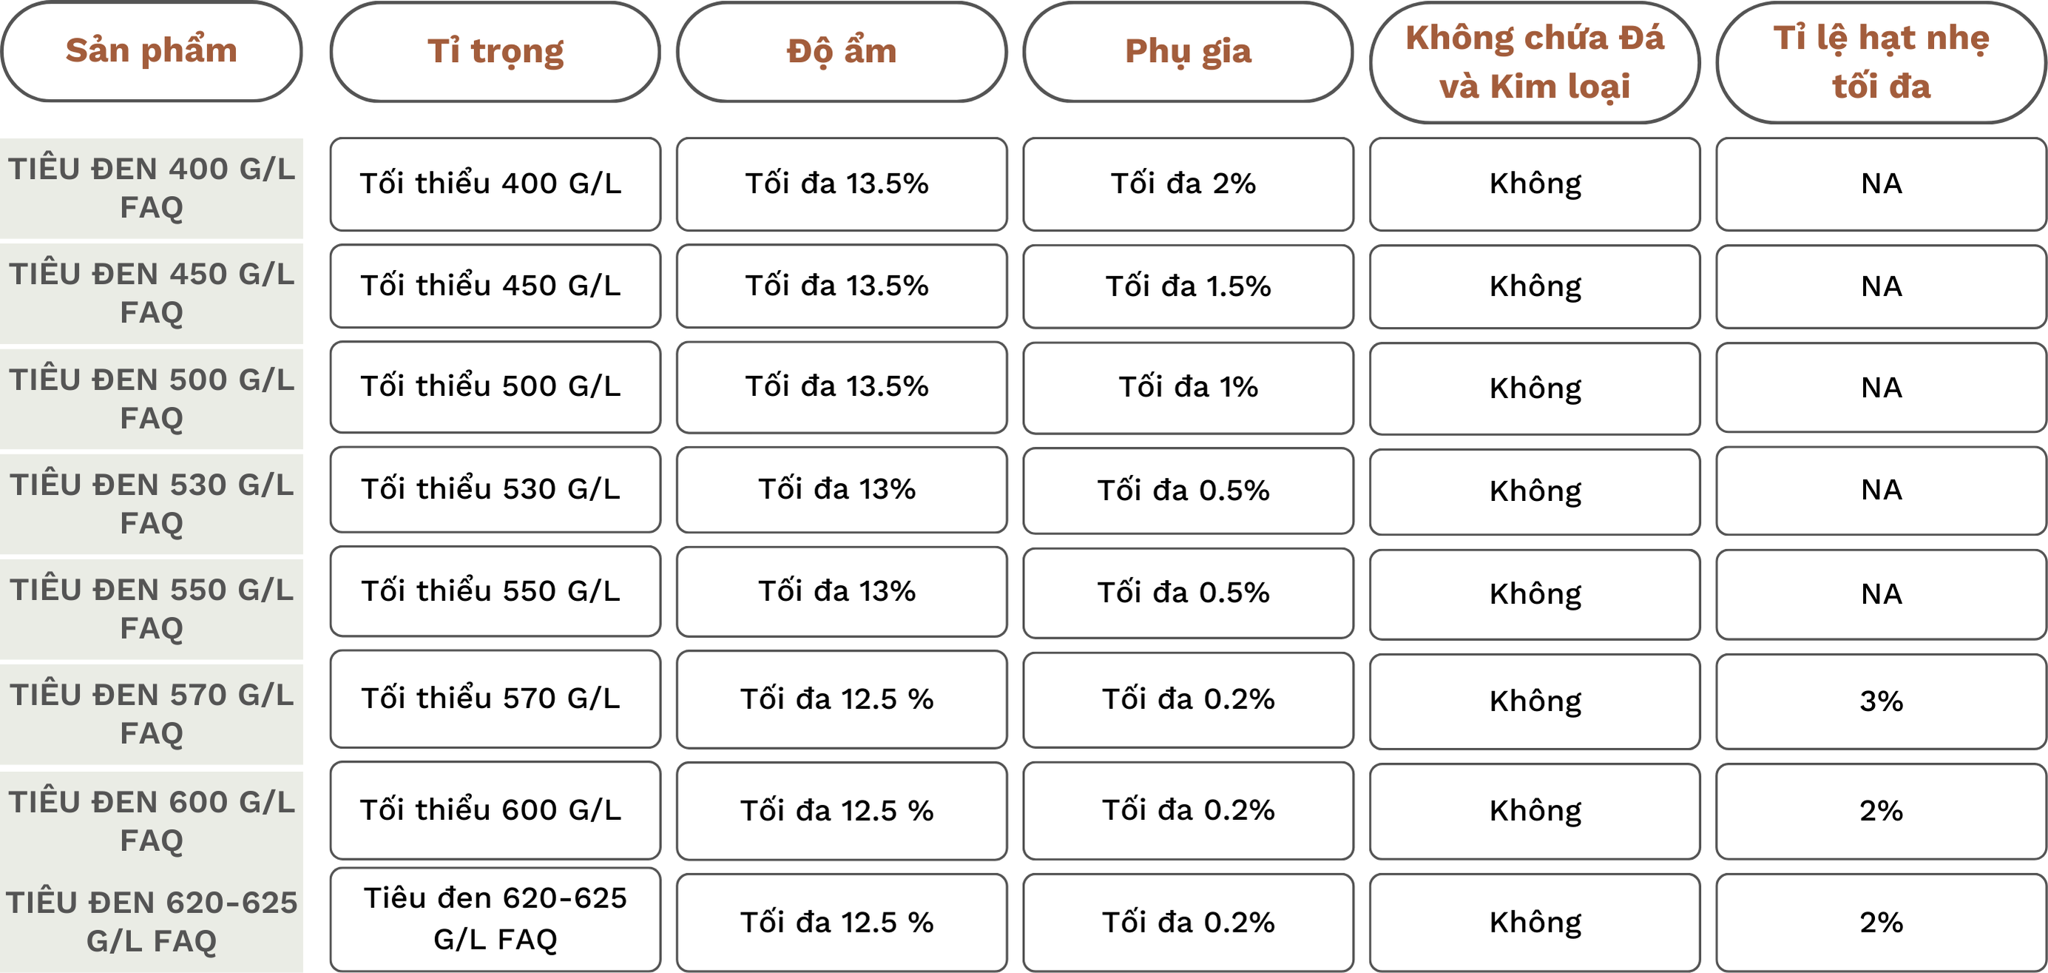 Sản phẩm
Tỉ trọng
Độ ẩm
Phụ gia
Không chứa Đá
và Kim loại
Tỉ lệ hạt nhẹ
tối đa
TIÊU ĐEN 400 G/L
FAQ
Tối thiểu 400 G/L
Tối đa 13.5%
Tối đa 2%
Không
NA
TIÊU ĐEN 450 G/L
FAQ
Tối thiểu 450 G/L
Tối đa 13.5%
Tối đa 1.5%
Không
NA
TIÊU ĐEN 500 G/L
FAQ
Tối thiểu 500 G/L
Tối đa 13.5%
Tối đa 1%
Không
NA
TIÊU ĐEN 530 G/L
FAQ
Tối thiểu 530 G/L
Tối đa 13%
Tối đa 0.5%
Không
NA
TIÊU ĐEN 550 G/L
FAQ
Tối thiểu 550 G/L
Tối đa 13%
Tối đa 0.5%
Không
NA
TIÊU ĐEN 570 G/L
FAQ
Tối thiểu 570 G/L
Tối đa 12.5 %
Tối đa 0.2%
Không
3%
TIÊU ĐEN 600 G/L
FAQ
Tối thiểu 600 G/L
Tối đa 12.5 %
Tối đa 0.2%
Không
2%
TIÊU ĐEN 620-625
G/L FAQ
Tiêu đen 620-625
G/L FAQ
Tối đa 12.5 %
Tối đa 0.2%
Không
2%